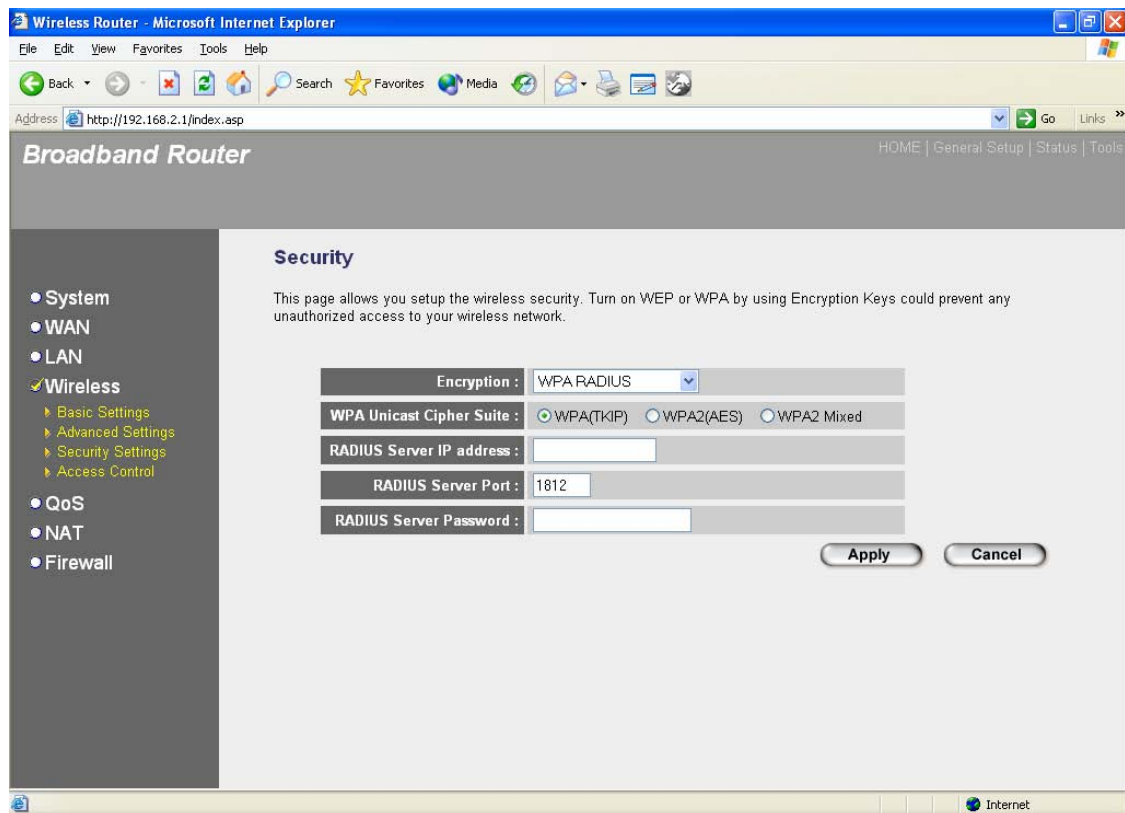 Wireless Router - Microsoft Internet Explorer
File Edit View Favorites Tools Help
Back Search Favorites Media
Address http://192.168.2.1/index.asp Go Links »
Broadband Router
HOME | General Setup | Status | Tools
System
WAN
LAN
Wireless
Basic Settings
Advanced Settings
Security Settings
Access Control
QoS
NAT
Firewall
Security
This page allows you setup the wireless security. Turn on WEP or WPA by using Encryption Keys could prevent any
unauthorized access to your wireless network.
Encryption : WPA RADIUS
WPA Unicast Cipher Suite : WPA(TKIP) WPA2(AES) WPA2 Mixed
RADIUS Server IP address :
RADIUS Server Port : 1812
RADIUS Server Password :
Apply Cancel
Internet